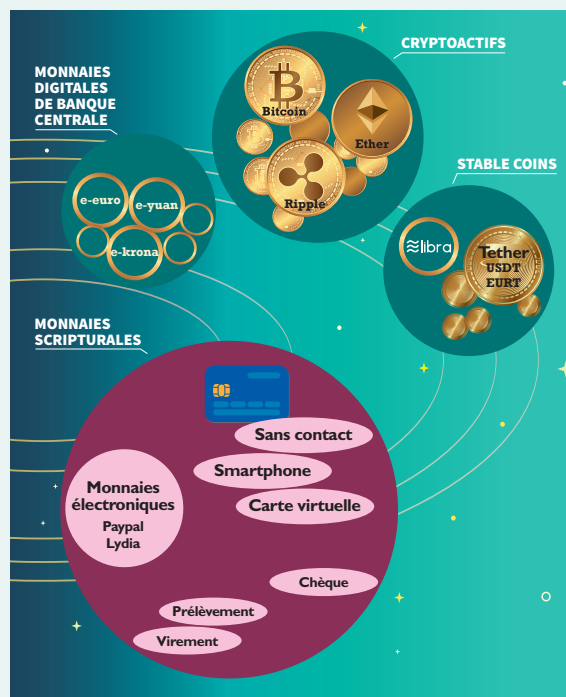 CRYPTOACTIFS
MONNAIES
DIGITALES
DE BANQUE
CENTRALE
Bitcoin
Ether
Ripple
STABLE COINS
e-euro
e-yuan
e-krona
libra
Tether
USDT
EURT
MONNAIES
SCRIPTURALES
Sans contact
Smartphone
Carte virtuelle
Monnaies
électroniques
Paypal
Lydia
Chèque
Prélèvement
Virement